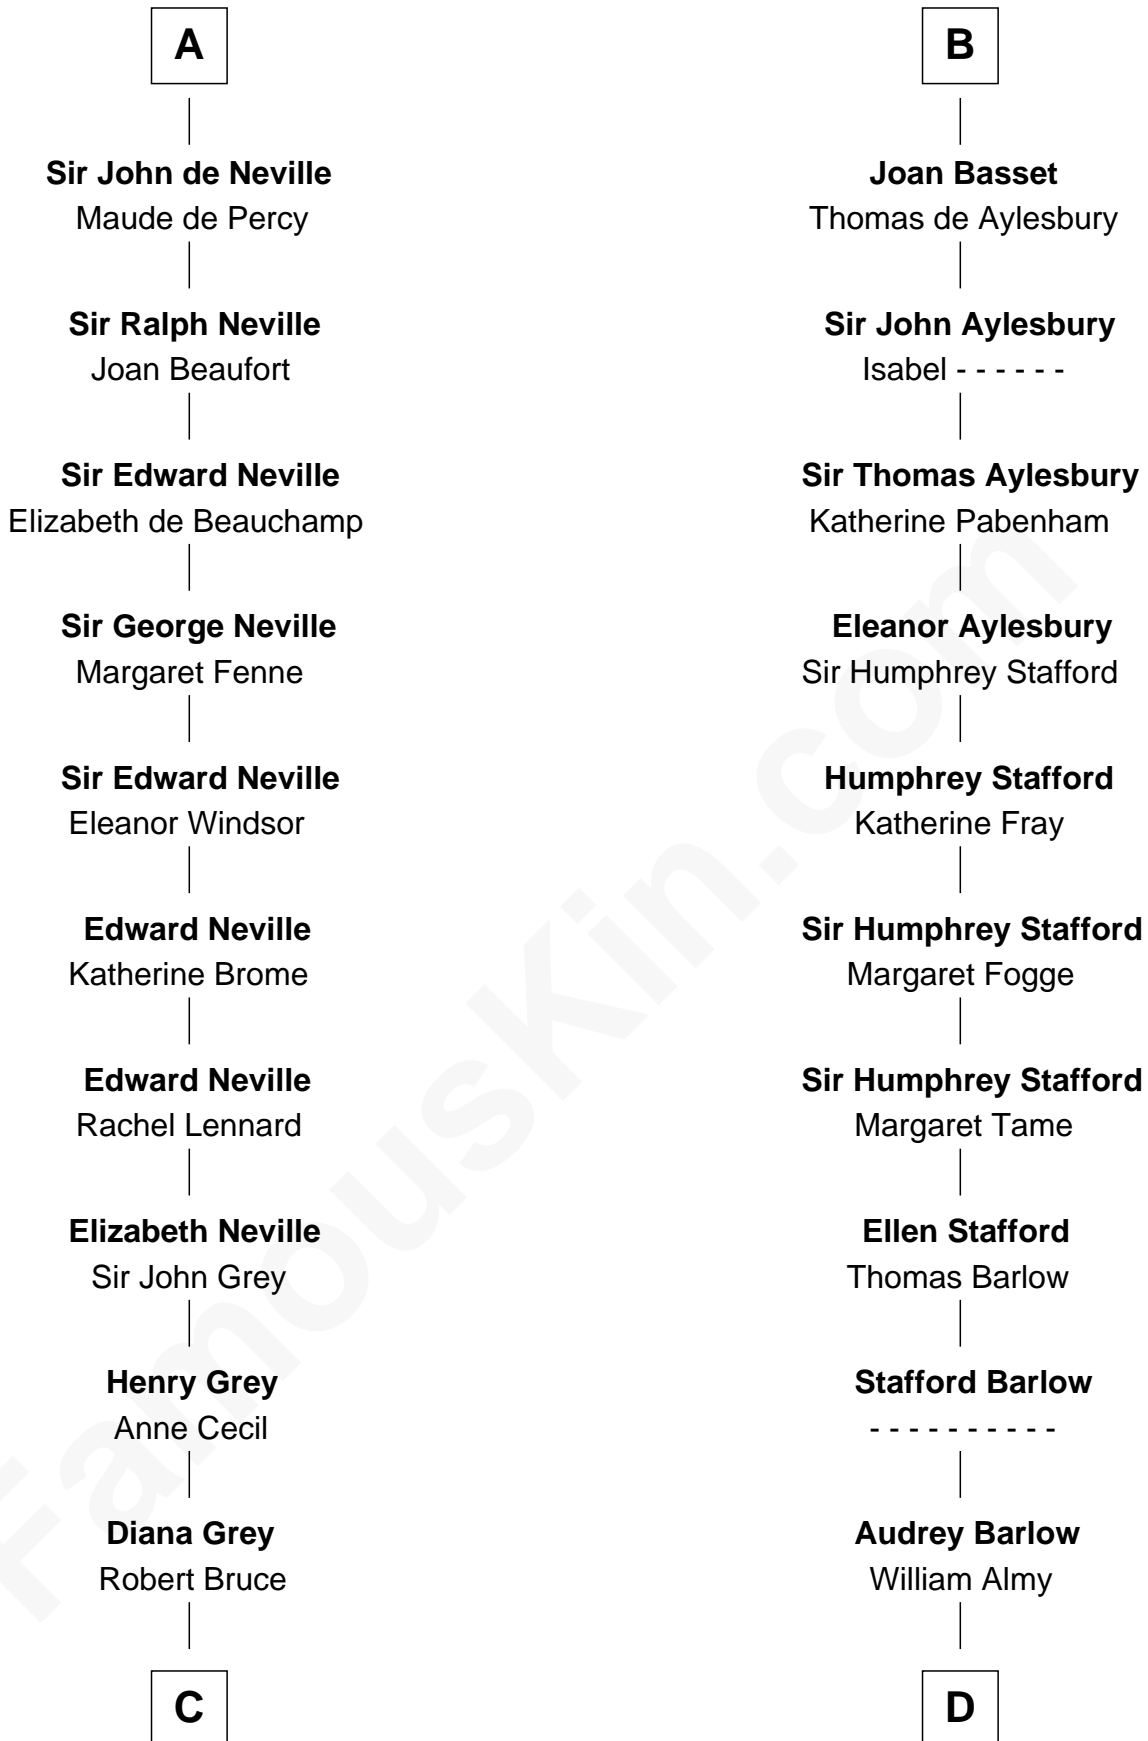 A
Sir John de Neville
Maude de Percy
Sir Ralph Neville
Joan Beaufort
Sir Edward Neville
Elizabeth de Beauchamp
Sir George Neville
Margaret Fenne
Sir Edward Neville
Eleanor Windsor
Edward Neville
Katherine Brome
Edward Neville
Rachel Lennard
Elizabeth Neville
Sir John Grey
Henry Grey
Anne Cecil
Diana Grey
Robert Bruce
C
B
Joan Basset
Thomas de Aylesbury
Sir John Aylesbury
Isabel - - - - - -
Sir Thomas Aylesbury
Katherine Pabenham
Eleanor Aylesbury
Sir Humphrey Stafford
Humphrey Stafford
Katherine Fray
Sir Humphrey Stafford
Margaret Fogge
Sir Humphrey Stafford
Margaret Tame
Ellen Stafford
Thomas Barlow
Stafford Barlow
- - - - - - - - - -
Audrey Barlow
William Almy
D
FamousKin.com